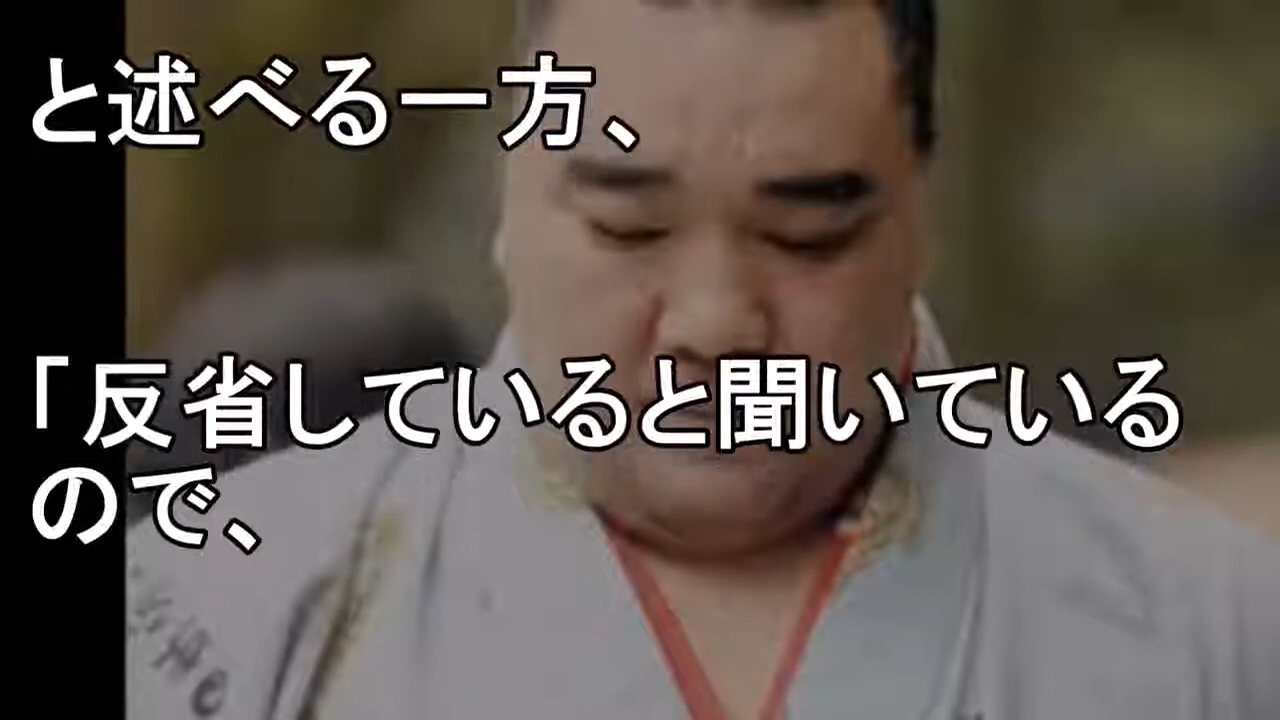 と述べる一方、
「反省していると聞いている
ので、